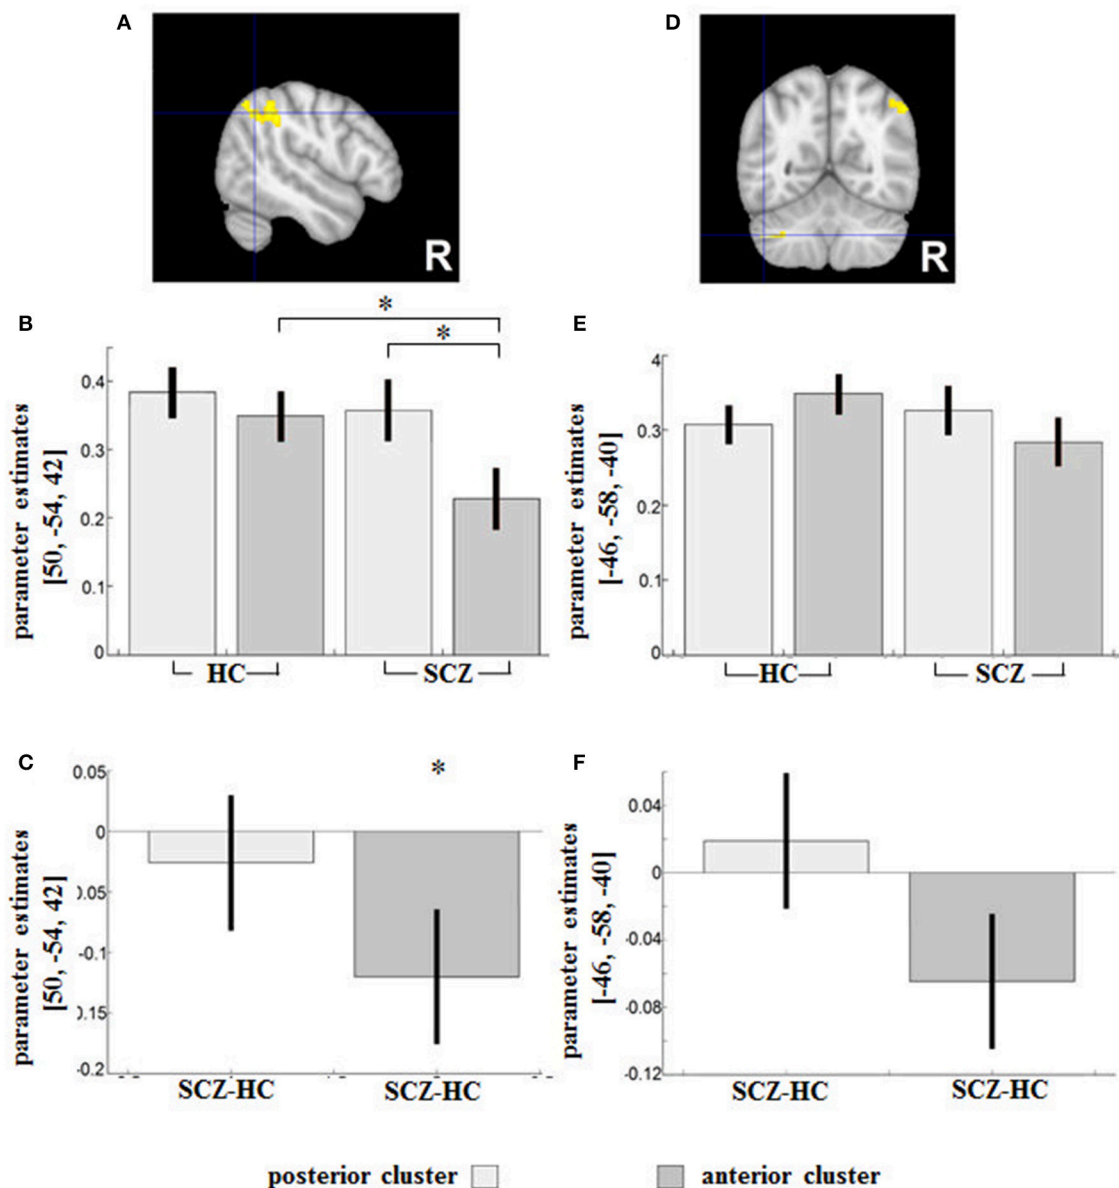 A
R
D
R
B
*
*
parameter estimates
[50, -54, 42]
0.4
0.3
0.2
0.1
0
HC
SCZ
E
parameter estimates
[-46, -58, -40]
4
0.3
0.2
0.1
0
HC
SCZ
C
*
parameter estimates
[50, -54, 42]
0.05
0
0.05
-0.1
0.15
-0.2
SCZ-HC
SCZ-HC
F
parameter estimates
[-46, -58, -40]
0.04
0
-0.04
-0.08
-0.12
SCZ-HC
SCZ-HC
posterior cluster
anterior cluster